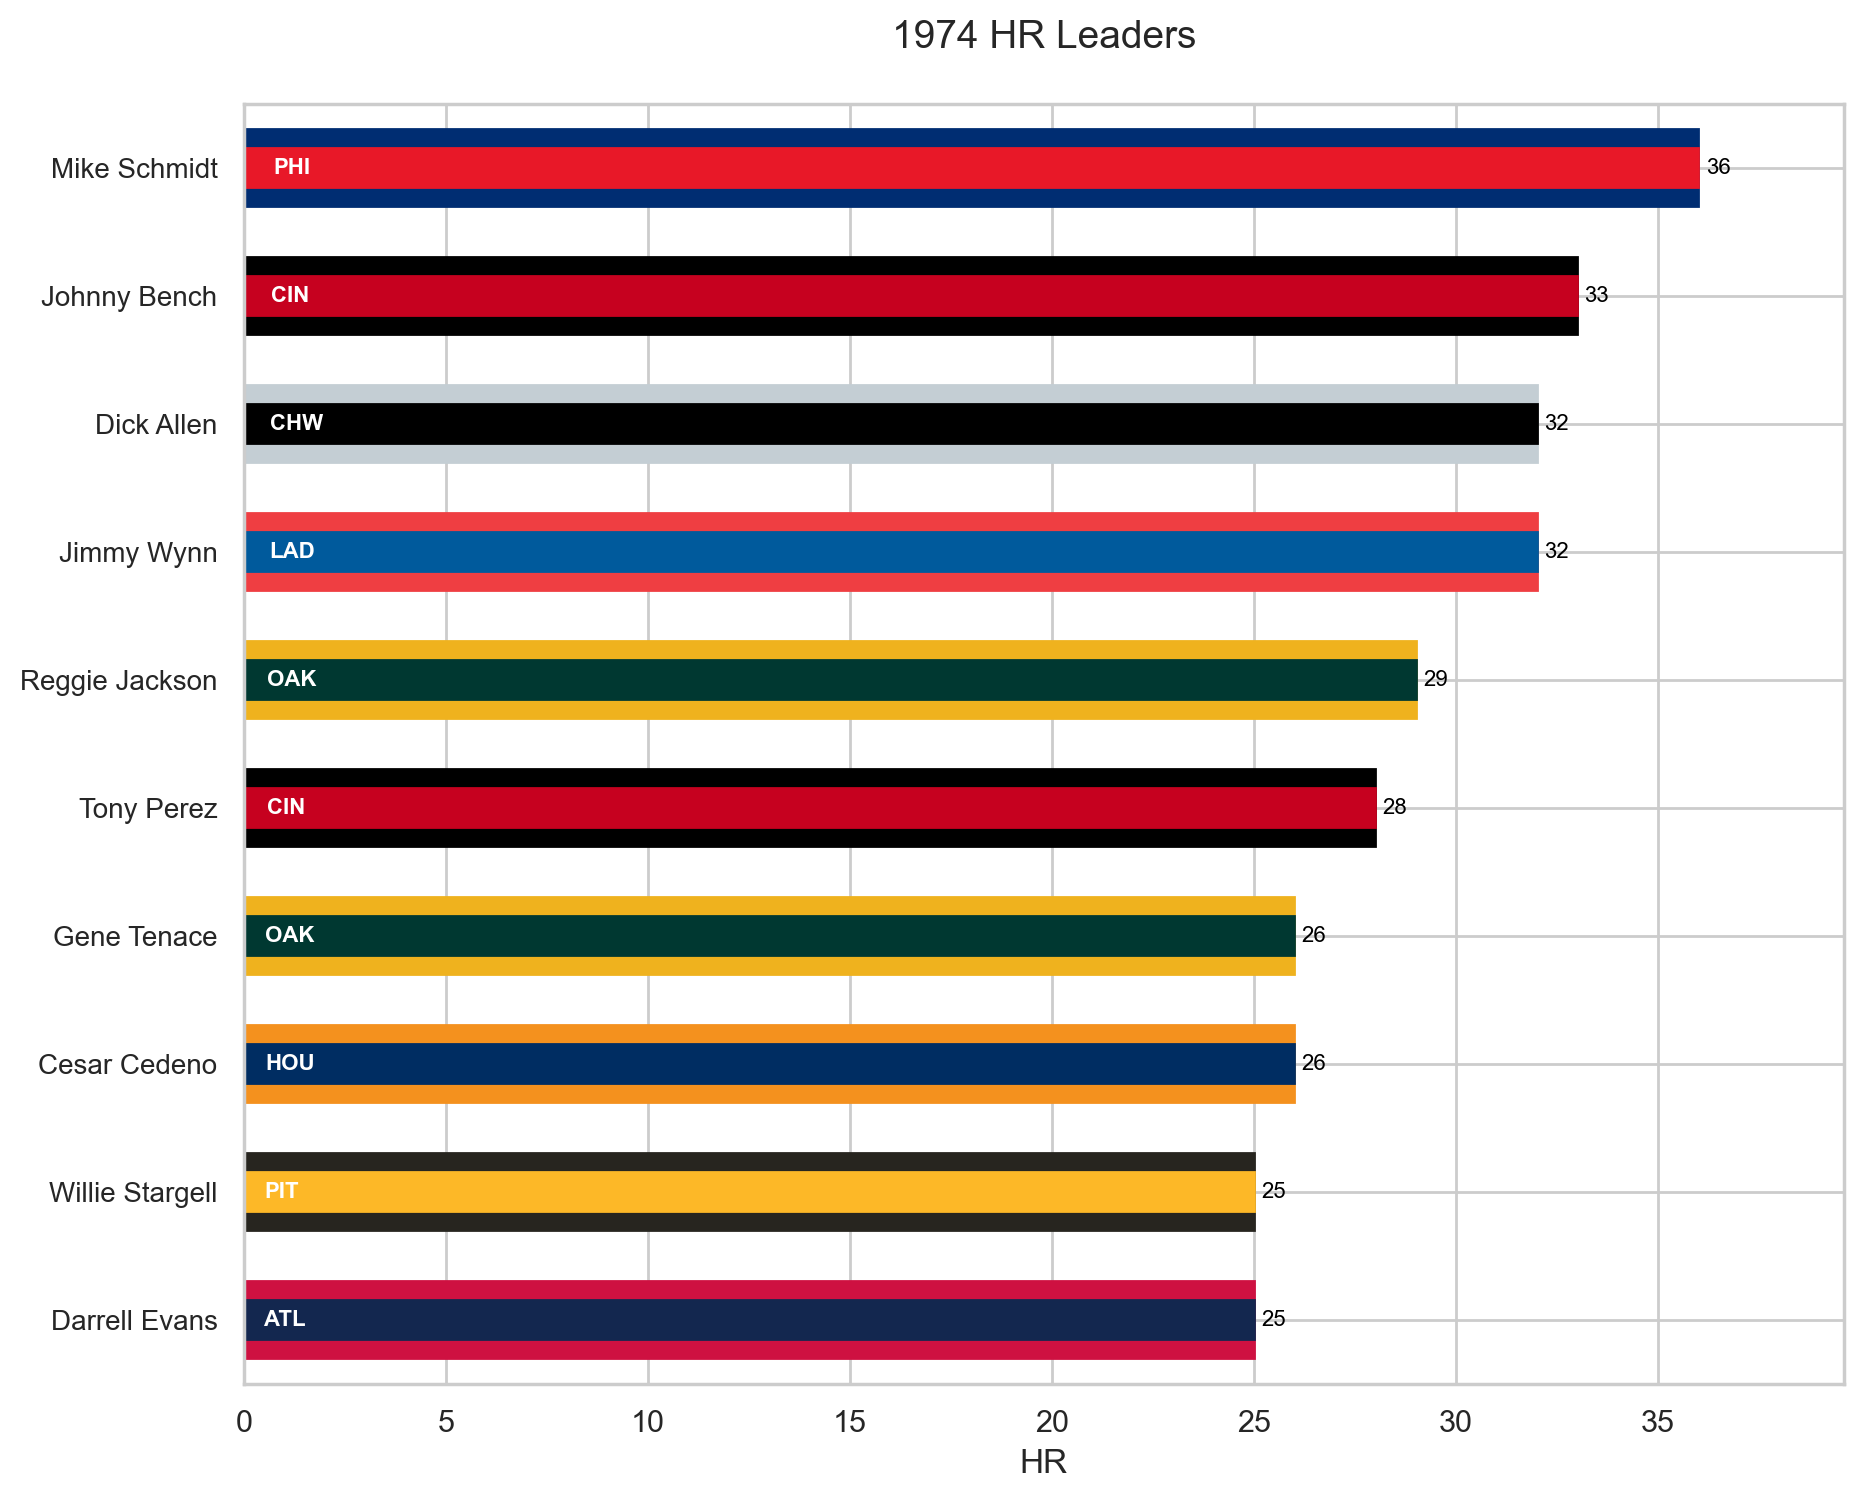 1974 HR Leaders
Mike Schmidt PHI 36
Johnny Bench CIN 33
Dick Allen CHW 32
Jimmy Wynn LAD 32
Reggie Jackson OAK 29
Tony Perez CIN 28
Gene Tenace OAK 26
Cesar Cedeno HOU 26
Willie Stargell PIT 25
Darrell Evans ATL 25
0 5 10 15 20 25 30 35
HR